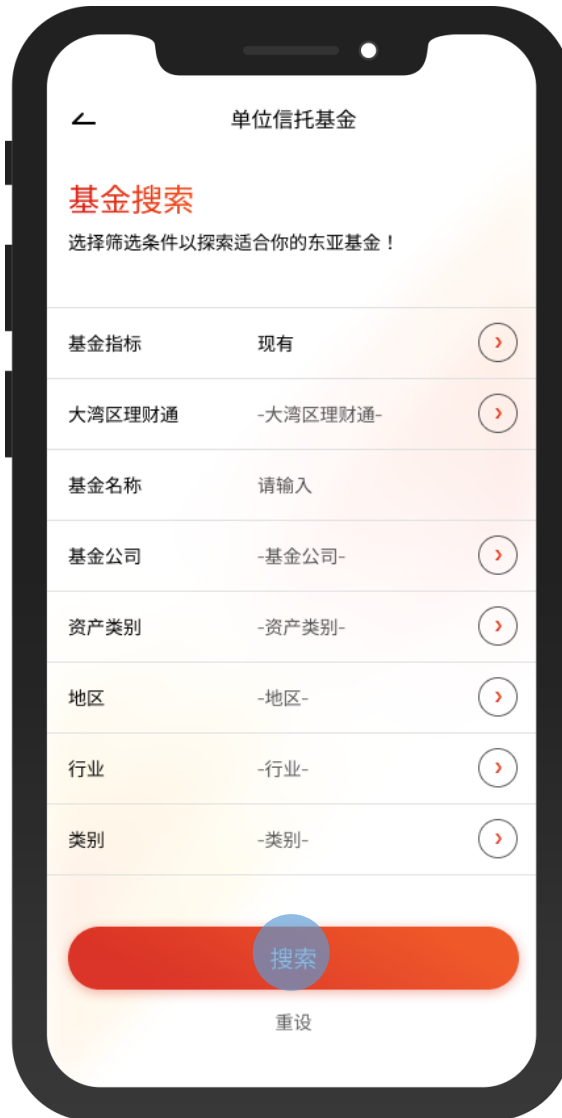 单位信托基金
基金搜索
选择筛选条件以探索适合你的东亚基金！
基金指标 现有
大湾区理财通 -大湾区理财通-
基金名称 请输入
基金公司 -基金公司-
资产类别 -资产类别-
地区 -地区-
行业 -行业-
类别 -类别-
搜索
重设